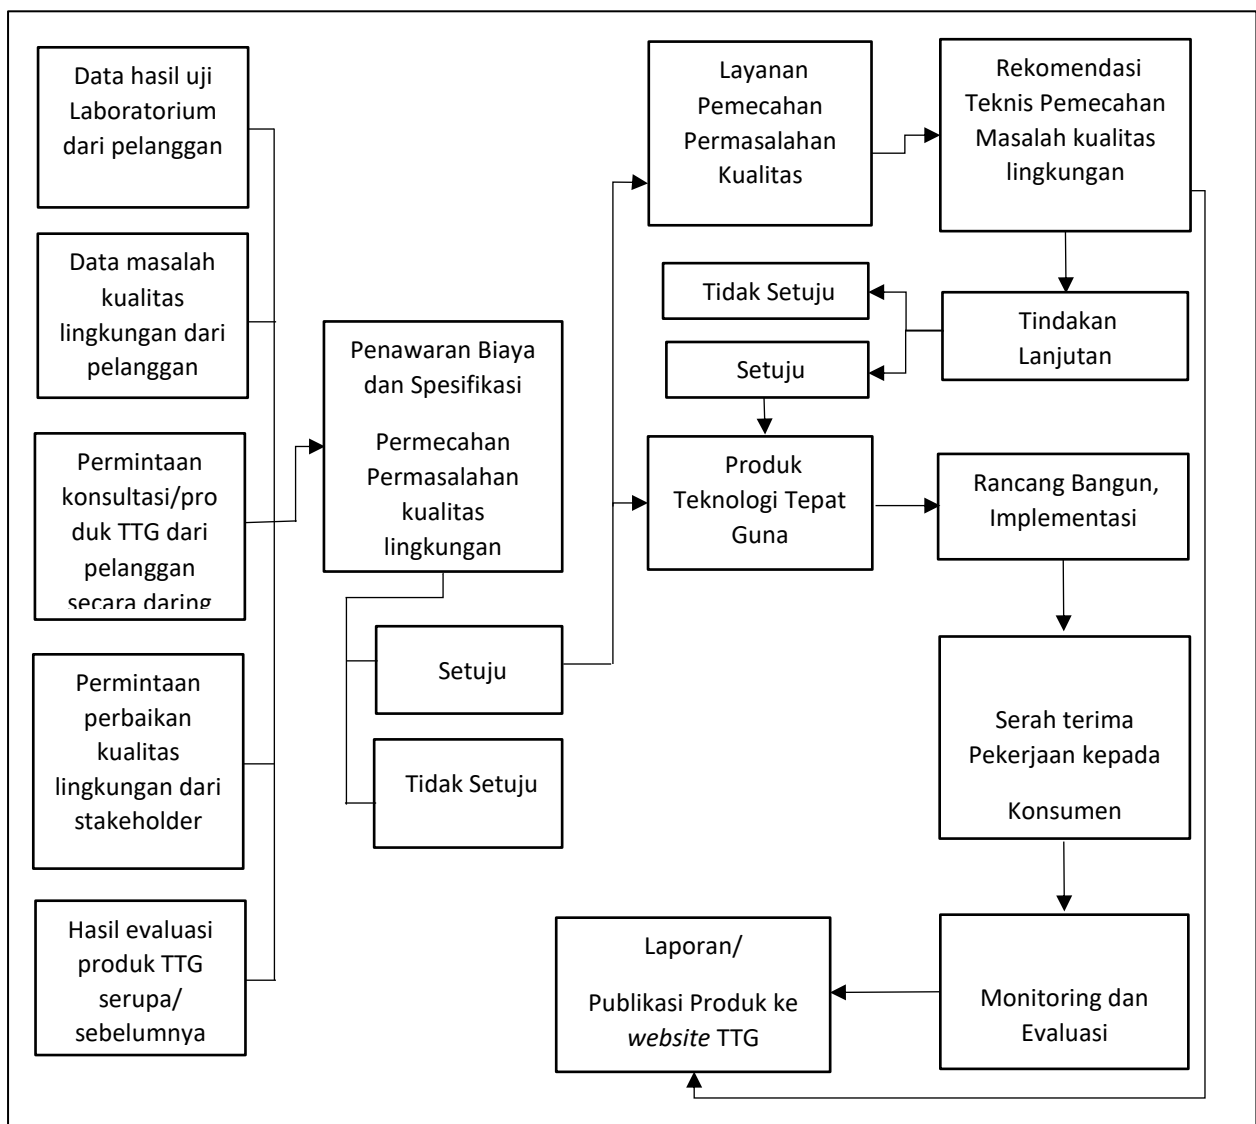 Data hasil uji
Laboratorium
dari pelanggan
Data masalah
kualitas
lingkungan dari
pelanggan
Permintaan
konsultasi/pro
duk TTG dari
pelanggan
secara daring
Permintaan
perbaikan
kualitas
lingkungan dari
stakeholder
Hasil evaluasi
produk TTG
serupa/
sebelumnya
Penawaran Biaya
dan Spesifikasi
Permecahan
Permasalahan
kualitas
lingkungan
Setuju
Tidak Setuju
Layanan
Pemecahan
Permasalahan
Kualitas
Rekomendasi
Teknis Pemecahan
Masalah kualitas
lingkungan
Tindakan
Lanjutan
Tidak Setuju
Setuju
Produk
Teknologi Tepat
Guna
Rancang Bangun,
Implementasi
Serah terima
Pekerjaan kepada
Konsumen
Monitoring dan
Evaluasi
Laporan/
Publikasi Produk ke
website TTG